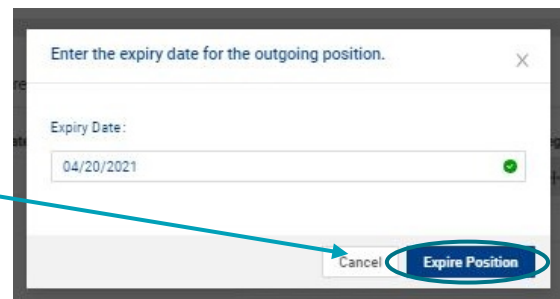 Enter the expiry date for the outgoing position.
Expiry Date:
04/20/2021
Cancel
Expire Position